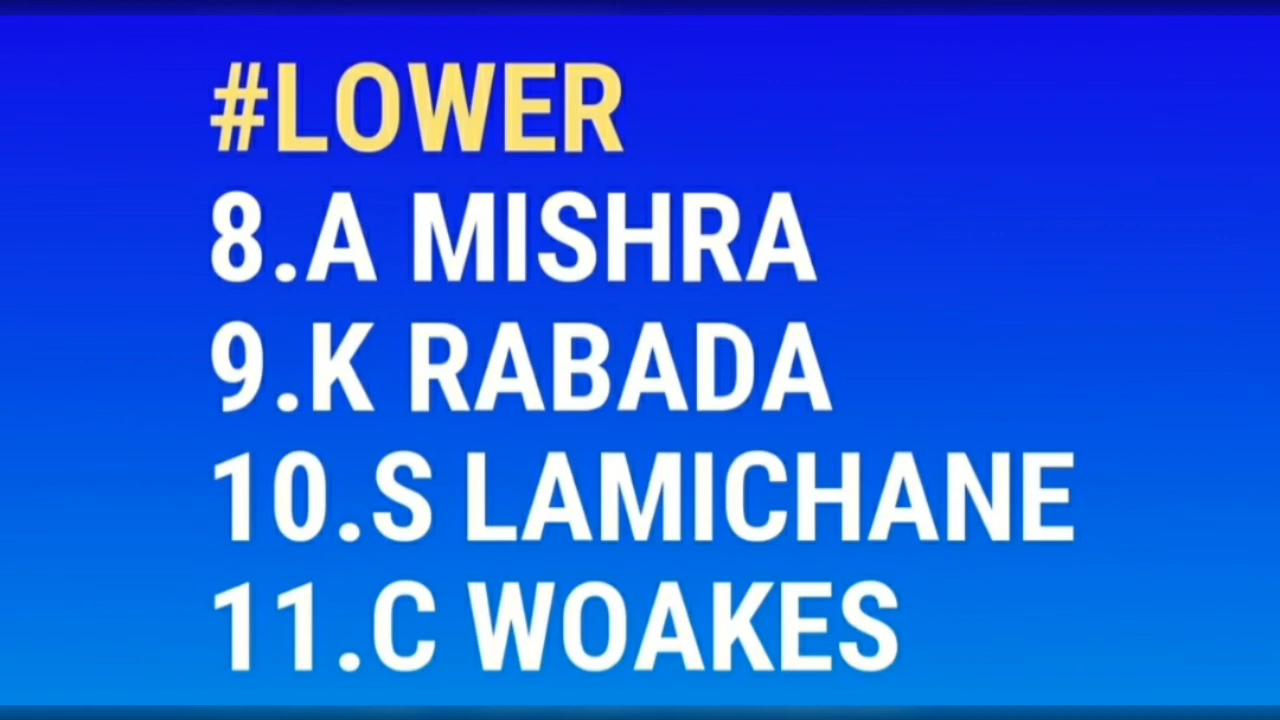 #LOWER
8.A MISHRA
9.K RABADA
10.S LAMICHANE
11.C WOAKES